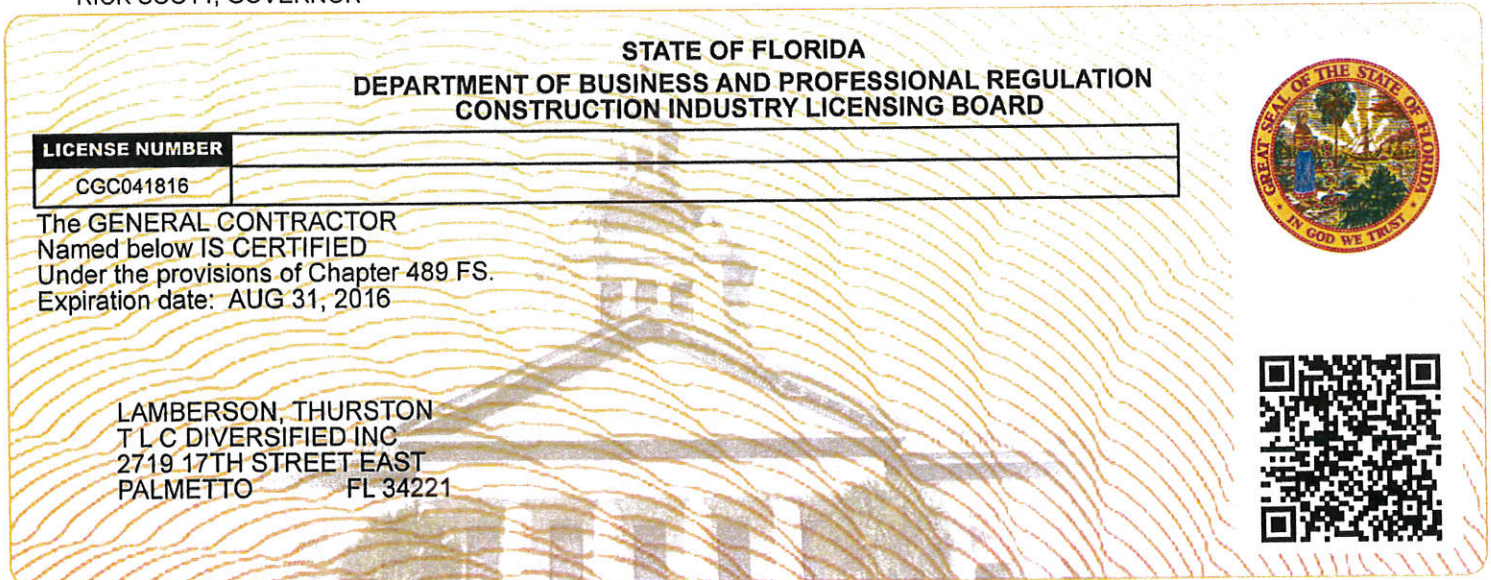 RICK SCOTT, GOVERNOR
STATE OF FLORIDA
DEPARTMENT OF BUSINESS AND PROFESSIONAL REGULATION
CONSTRUCTION INDUSTRY LICENSING BOARD
LICENSE NUMBER
CGC041816
The GENERAL CONTRACTOR
Named below IS CERTIFIED
Under the provisions of Chapter 489 FS.
Expiration date: AUG 31, 2016
LAMBERSON, THURSTON
T L C DIVERSIFIED INC
2719 17TH STREET EAST
PALMETTO FL 34221
GREAT SEAL OF THE STATE OF FLORIDA
IN GOD WE TRUST